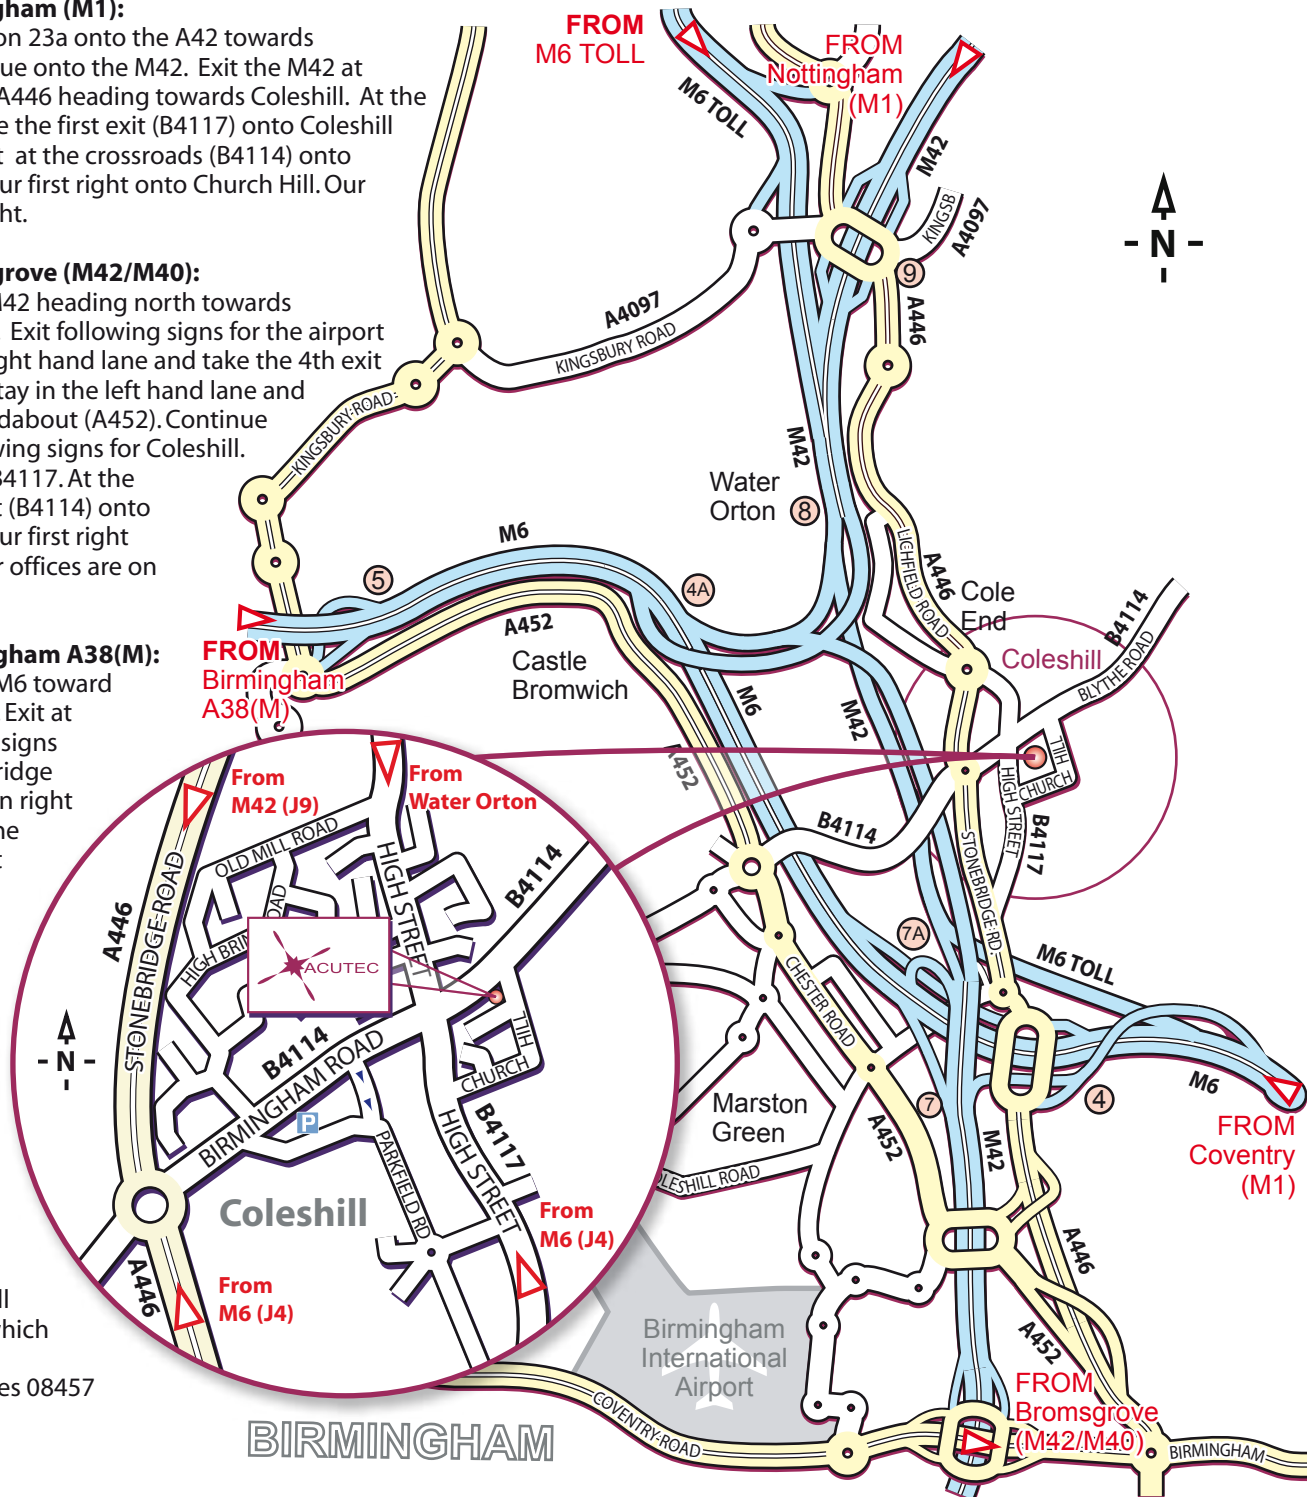 gham (M1):
on 23a onto the A42 towards
ue onto the M42. Exit the M42 at
A446 heading towards Coleshill. At the
e the first exit (B4117) onto Coleshill
t at the crossroads (B4114) onto
ur first right onto Church Hill. Our
ht.
grove (M42/M40):
M42 heading north towards
. Exit following signs for the airport
ght hand lane and take the 4th exit
tay in the left hand lane and
dabout (A452). Continue
wing signs for Coleshill.
B4117. At the
t (B4114) onto
ur first right
r offices are on
gham A38(M):
M6 toward
Exit at
signs
ridge
n right
ne
t
ll
which
es 08457
FROM
M6 TOLL
FROM
Nottingham
(M1)
M6 TOLL
M42
KINGSB
A4097
- N -
9
A446
A4097
KINGSBURY ROAD
KINGSBURY ROAD
M42
Water
Orton
8
M6
5
4A
LICHFIELD ROAD
A446
Cole
End
B4114
BLYTHE ROAD
Coleshill
A452
Castle
Bromwich
FROM
Birmingham
A38(M)
M6
M42
A452
HILL
CHURCH
HIGH STREET
B4117
B4114
STONEBRIDGE RD
7A
M6 TOLL
CHESTER ROAD
M6
4
7
FROM
Coventry
(M1)
Marston
Green
A452
M42
OLESHILL ROAD
A446
A452
Birmingham
International
Airport
FROM
Bromsgrove
(M42/M40)
COVENTRY ROAD
BIRMINGHAM
BIRMINGHAM
From
M42 (J9)
From
Water Orton
OLD MILL ROAD
HIGH STREET
B4114
A446
STONEBRIDGE ROAD
HIGH BRIN
OAD
ACUTEC
- N -
B4114
BIRMINGHAM ROAD
HILL
CHURCH
P
PARKFIELD RD
HIGH STREET
B4117
Coleshill
From
M6 (J4)
A446
From
M6 (J4)